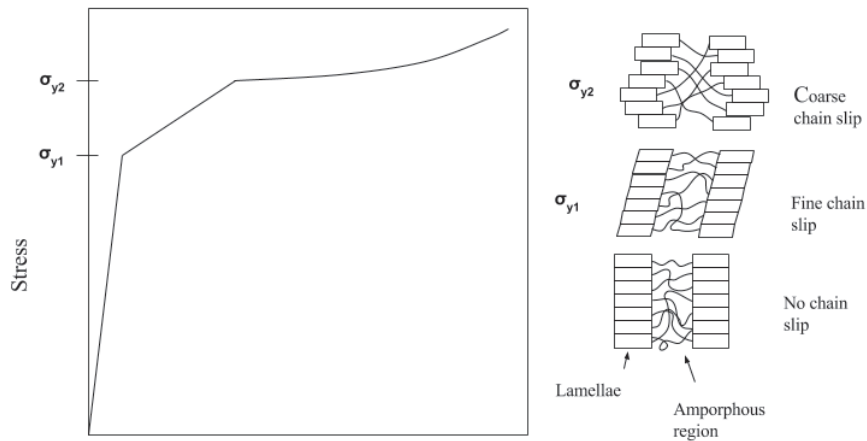 σy2
σy1
Stress
σy2
Coarse
chain slip
σy1
Fine chain
slip
No chain
slip
Lamellae
Amporphous
region